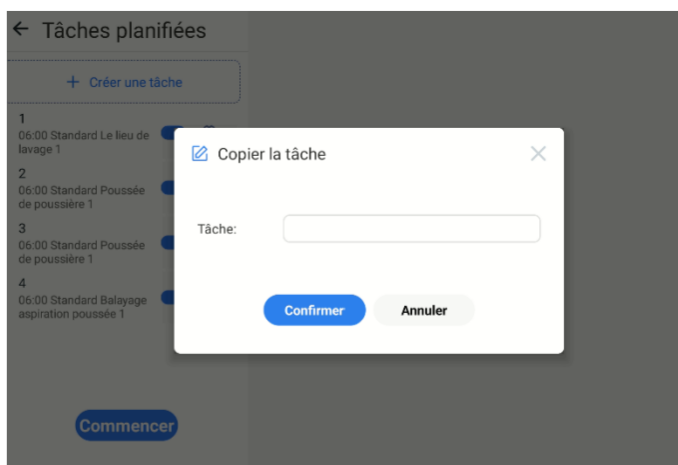 Tâches planifiées
+ Créer une tâche
1
06:00 Standard Le lieu de
lavage 1
2
06:00 Standard Poussée
de poussière 1
3
06:00 Standard Poussée
de poussière 1
4
06:00 Standard Balayage
aspiration poussée 1
Commencer
Copier la tâche
Tâche:
Confirmer Annuler